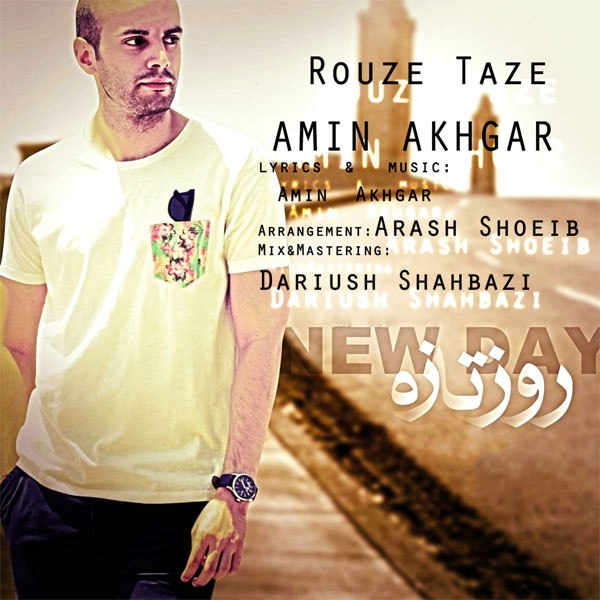 ROUZE TAZE
AMIN AKHGAR
LYRICS & MUSIC:
AMIN AKHGAR
ARRANGEMENT: ARASH SHOEIB
MIX&MASTERING:
DARIUSH SHAHBAZI
NEW DAY
روز تازه